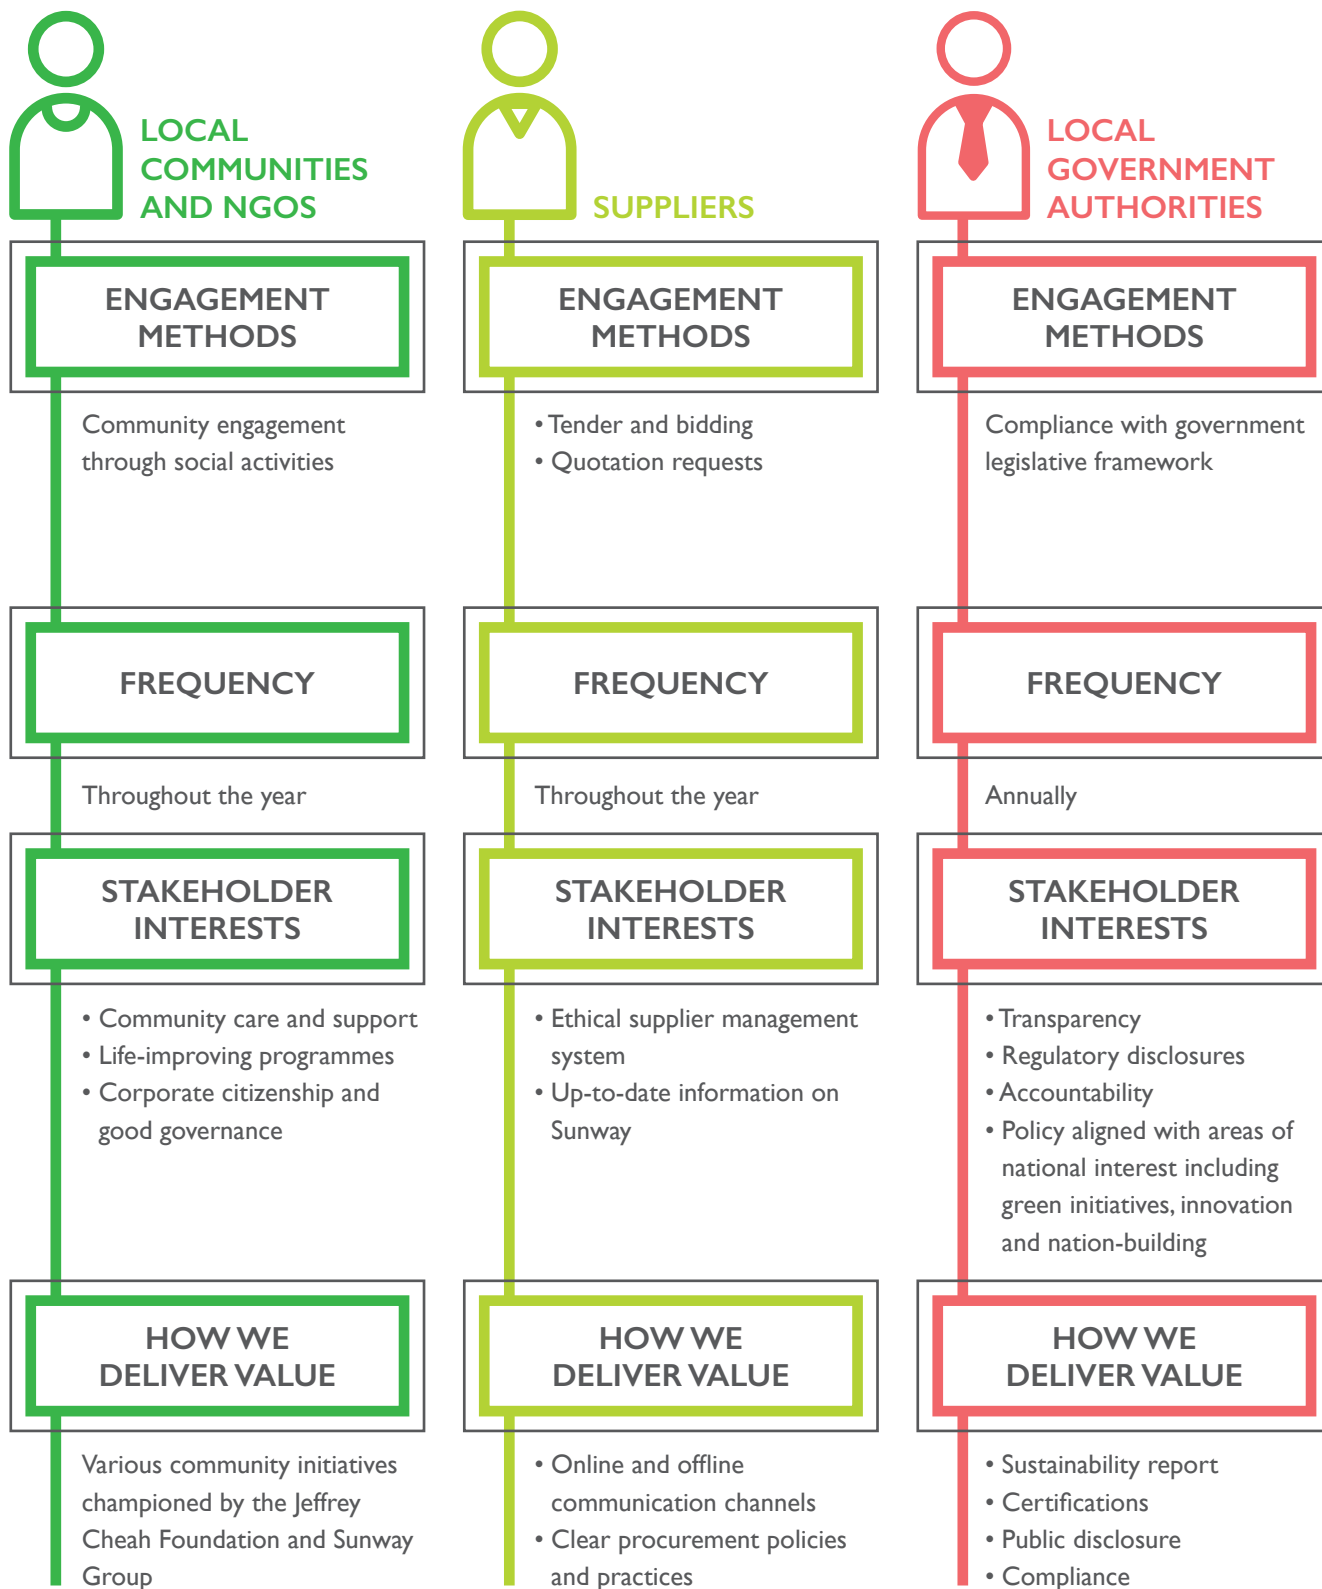 LOCAL
COMMUNITIES
AND NGOS
ENGAGEMENT
METHODS
Community engagement
through social activities
FREQUENCY
Throughout the year
STAKEHOLDER
INTERESTS
• Community care and support
• Life-improving programmes
• Corporate citizenship and
good governance
HOW WE
DELIVER VALUE
Various community initiatives
championed by the Jeffrey
Cheah Foundation and Sunway
Group
SUPPLIERS
ENGAGEMENT
METHODS
• Tender and bidding
• Quotation requests
FREQUENCY
Throughout the year
STAKEHOLDER
INTERESTS
• Ethical supplier management
system
• Up-to-date information on
Sunway
HOW WE
DELIVER VALUE
• Online and offline
communication channels
• Clear procurement policies
and practices
LOCAL
GOVERNMENT
AUTHORITIES
ENGAGEMENT
METHODS
Compliance with government
legislative framework
FREQUENCY
Annually
STAKEHOLDER
INTERESTS
• Transparency
• Regulatory disclosures
• Accountability
• Policy aligned with areas of
national interest including
green initiatives, innovation
and nation-building
HOW WE
DELIVER VALUE
• Sustainability report
• Certifications
• Public disclosure
• Compliance